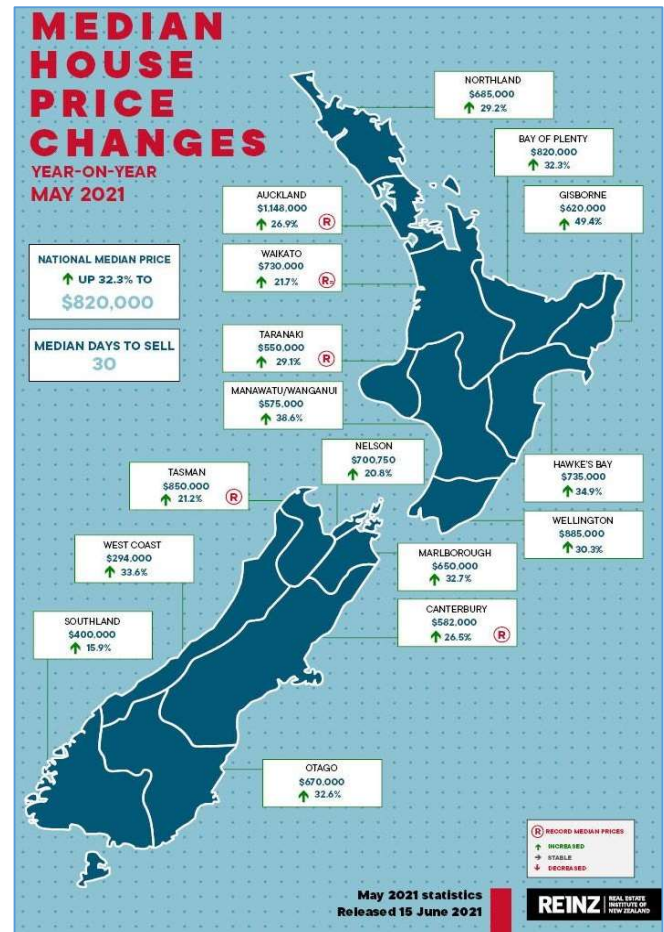 MEDIAN
HOUSE
PRICE
CHANGES
YEAR-ON-YEAR
MAY 2021
NATIONAL MEDIAN PRICE
UP 32.3% TO
$820,000
MEDIAN DAYS TO SELL
30
NORTHLAND
$685,000
29.2%
BAY OF PLENTY
$820,000
32.3%
GISBORNE
$620,000
49.4%
AUCKLAND
$1,148,000
26.9% R
WAIKATO
$730,000
21.7% R
TARANAKI
$550,000
29.1% R
MANAWATU/WANGANUI
$575,000
38.6%
NELSON
$700,750
20.8%
TASMAN
$850,000
21.2% R
HAWKE'S BAY
$735,000
34.9%
WELLINGTON
$885,000
30.3%
WEST COAST
$294,000
33.6%
MARLBOROUGH
$650,000
32.7%
SOUTHLAND
$400,000
15.9%
CANTERBURY
$582,000
26.5% R
OTAGO
$670,000
32.6%
R RECORD MEDIAN PRICES
INCREASED
STABLE
DECREASED
May 2021 statistics
Released 15 June 2021
REINZ
REAL ESTATE
INSTITUTE OF
NEW ZEALAND